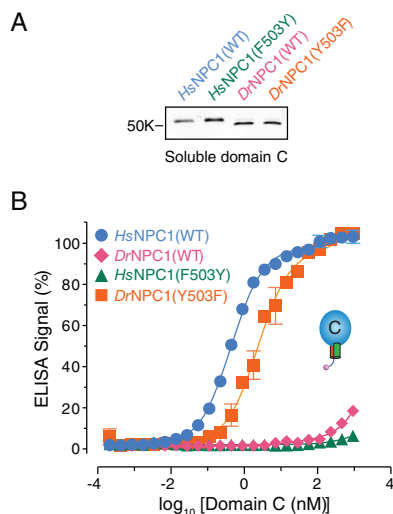 A
HsNPC1(WT)
HsNPC1(F503Y)
DrNPC1(WT)
DrNPC1(Y503F)
50K–
Soluble domain C
B
HsNPC1(WT)
DrNPC1(WT)
HsNPC1(F503Y)
DrNPC1(Y503F)
ELISA Signal (%)
100
80
60
40
20
0
C
-4 -2 0 2 4
log10 [Domain C (nM)]